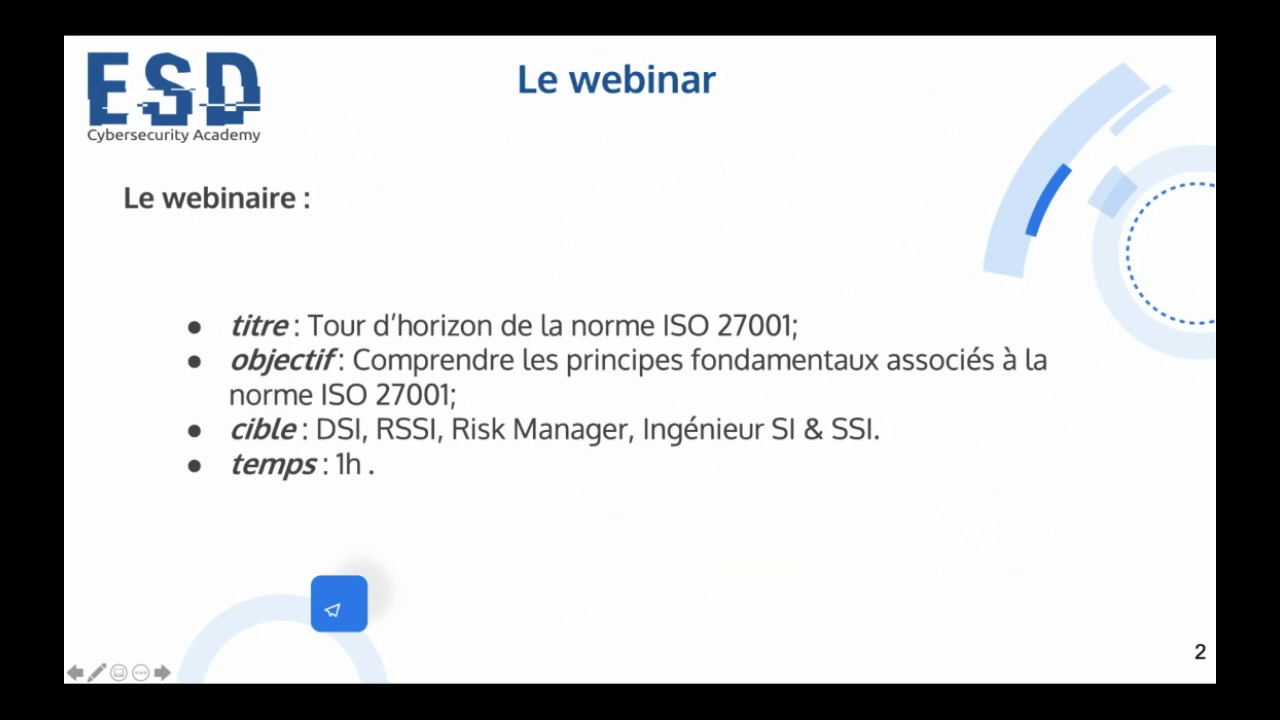 ESD
Cybersecurity Academy
Le webinar
Le webinaire :
● titre : Tour d’horizon de la norme ISO 27001;
● objectif : Comprendre les principes fondamentaux associés à la
norme ISO 27001;
● cible : DSI, RSSI, Risk Manager, Ingénieur SI & SSI.
● temps : 1h .
2